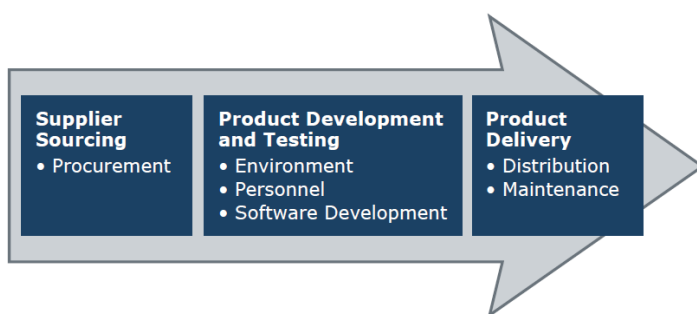 Supplier
Sourcing
• Procurement
Product Development
and Testing
• Environment
• Personnel
• Software Development
Product
Delivery
• Distribution
• Maintenance